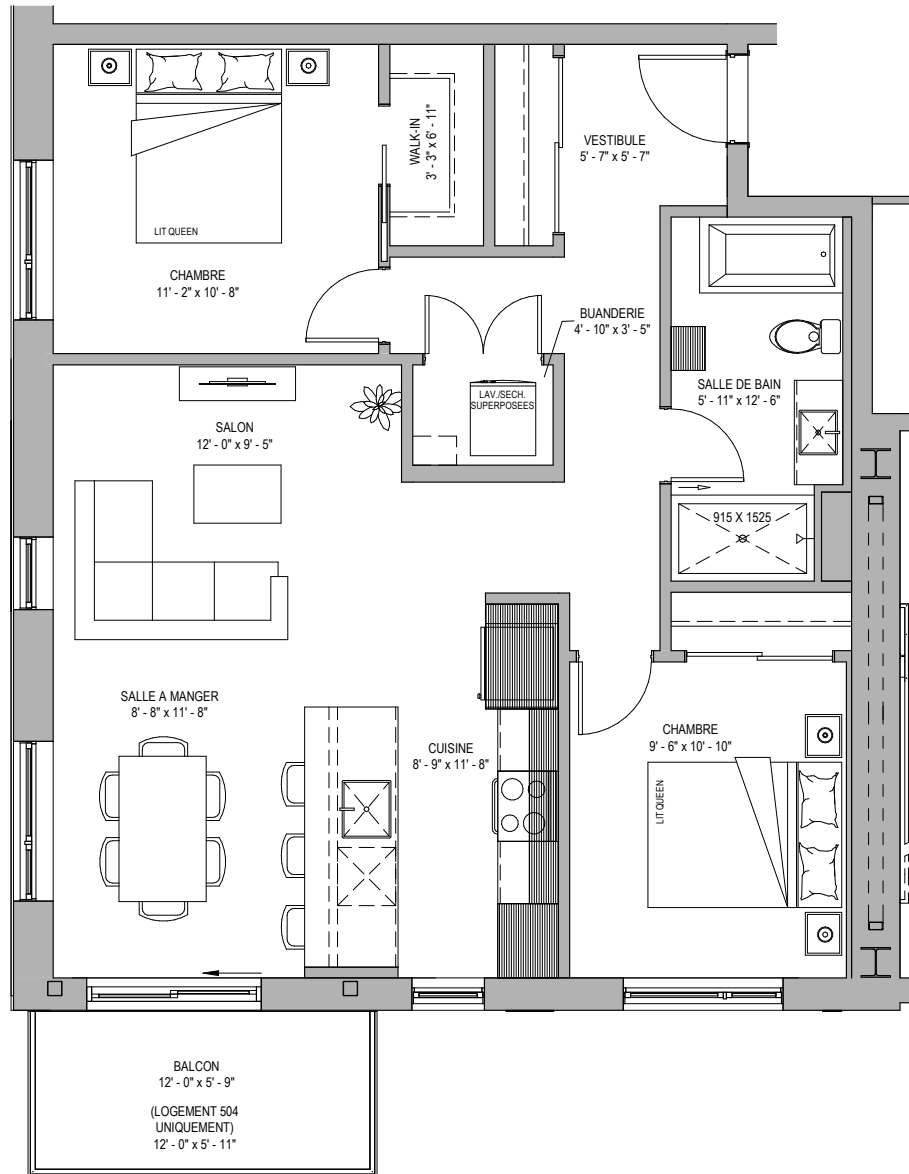 LIT QUEEN
CHAMBRE
11' - 2" x 10' - 8"
WALK-IN
3' - 3" x 6' - 11"
VESTIBULE
5' - 7" x 5' - 7"
BUANDERIE
4' - 10" x 3' - 5"
LAV./SECH.
SUPERPOSEES
SALLE DE BAIN
5' - 11" x 12' - 6"
SALON
12' - 0" x 9' - 5"
915 X 1525
SALLE A MANGER
8' - 8" x 11' - 8"
CUISINE
8' - 9" x 11' - 8"
CHAMBRE
9' - 6" x 10' - 10"
LIT QUEEN
BALCON
12' - 0" x 5' - 9"
(LOGEMENT 504
UNIQUEMENT)
12' - 0" x 5' - 11"